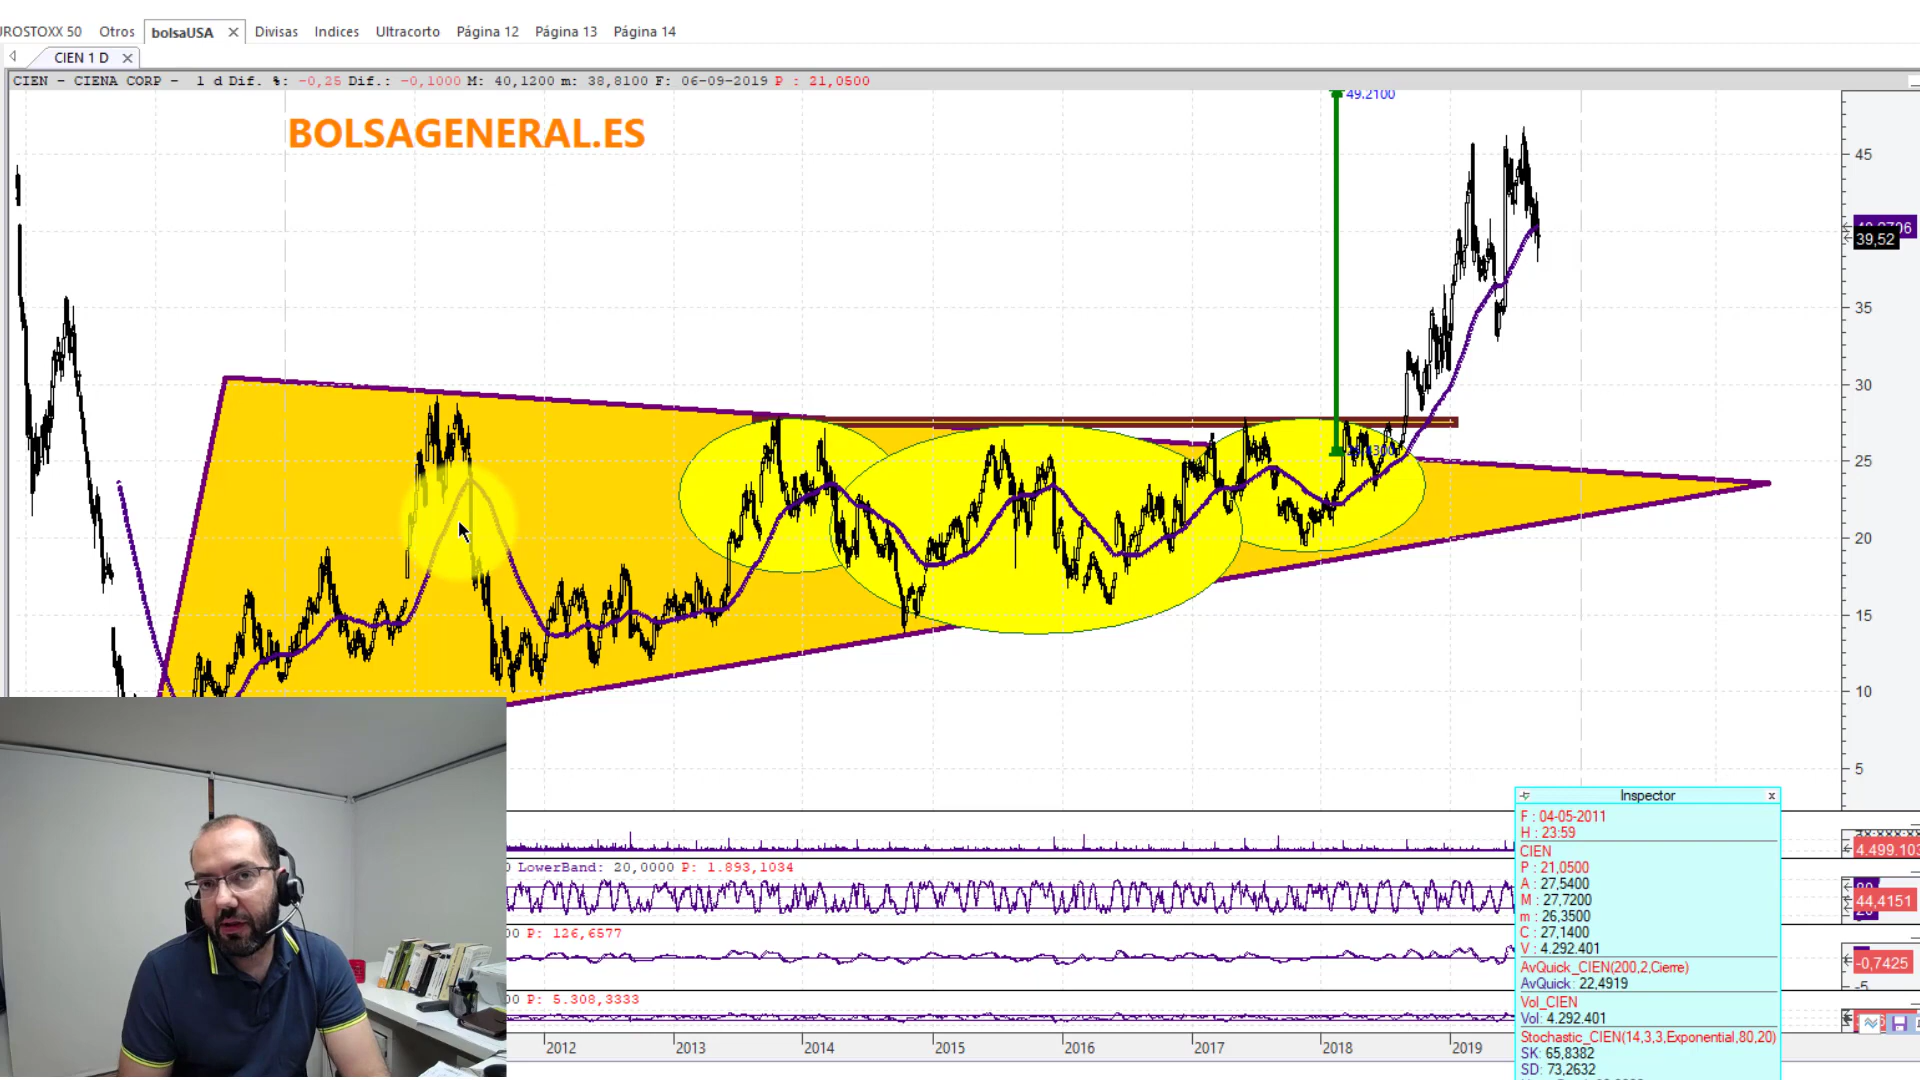 UROSTOXX 50 Otros bolsaUSA Divisas Indices Ultracorto Página 12 Página 13 Página 14
CIEN 1 D
CIEN - CIENA CORP - 1 d Dif. %: -0,25 Dif.: -0,1000 M: 40,1200 m: 38,8100 F: 06-09-2019 P : 21,0500
49.2100
BOLSAGENERAL.ES
45
39,52
35
30
25
20
15
10
5
Inspector
F : 04-05-2011
H : 23:59
CIEN
P : 21,0500
A : 27,5400
M : 27,7200
m : 26,3500
C : 27,1400
V : 4.292.401
AvQuick_CIEN(200,2,Cierre)
AvQuick: 22,4919
Vol_CIEN
Vol: 4.292.401
Stochastic_CIEN(14,3,3,Exponential,80,20)
SK: 65,8382
SD: 73,2632
4.499.103
0 LowerBand: 20,0000 P: 1.893,1034
44,4151
00 P: 126,6577
-0,7425
-5
00 P: 5.308,3333
2012 2013 2014 2015 2016 2017 2018 2019